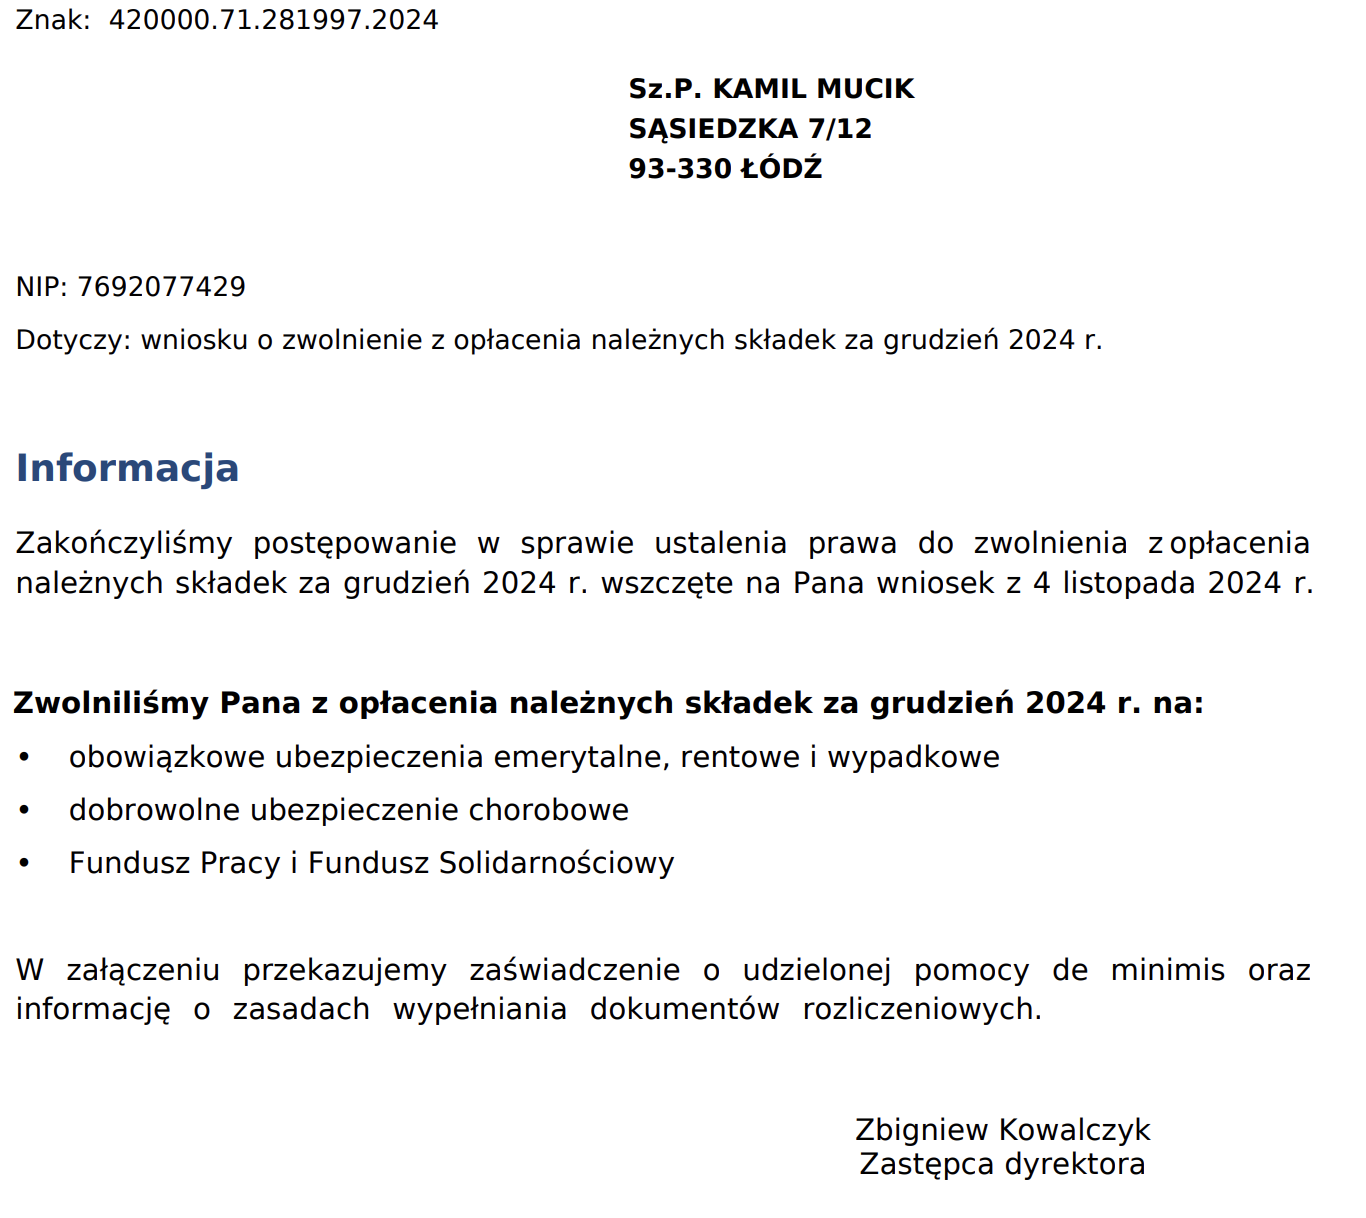 Znak: 420000.71.281997.2024
Sz.P. KAMIL MUCIK
SĄSIEDZKA 7/12
93-330 ŁÓDŹ
NIP: 7692077429
Dotyczy: wniosku o zwolnienie z opłacenia należnych składek za grudzień 2024 r.
Informacja
Zakończyliśmy postępowanie w sprawie ustalenia prawa do zwolnienia z opłacenia
należnych składek za grudzień 2024 r. wszczęte na Pana wniosek z 4 listopada 2024 r.
Zwolniliśmy Pana z opłacenia należnych składek za grudzień 2024 r. na:
• obowiązkowe ubezpieczenia emerytalne, rentowe i wypadkowe
• dobrowolne ubezpieczenie chorobowe
• Fundusz Pracy i Fundusz Solidarnościowy
W załączeniu przekazujemy zaświadczenie o udzielonej pomocy de minimis oraz
informację o zasadach wypełniania dokumentów rozliczeniowych.
Zbigniew Kowalczyk
Zastępca dyrektora